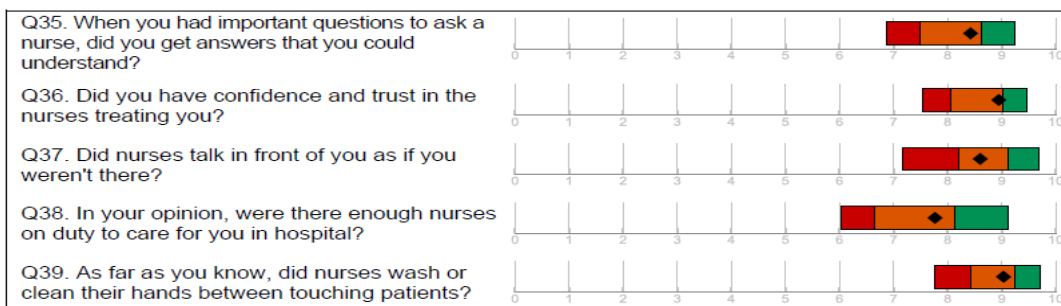 Q35. When you had important questions to ask a
nurse, did you get answers that you could
understand?
0 1 2 3 4 5 6 7 8 9 10
Q36. Did you have confidence and trust in the
nurses treating you?
0 1 2 3 4 5 6 7 8 9 10
Q37. Did nurses talk in front of you as if you
weren't there?
0 1 2 3 4 5 6 7 8 9 10
Q38. In your opinion, were there enough nurses
on duty to care for you in hospital?
0 1 2 3 4 5 6 7 8 9 10
Q39. As far as you know, did nurses wash or
clean their hands between touching patients?
0 1 2 3 4 5 6 7 8 9 10